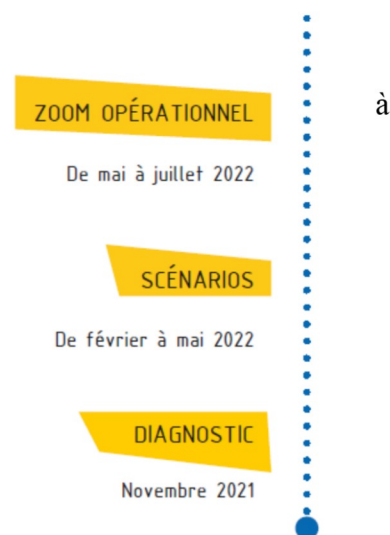 ZOOM OPÉRATIONNEL
à
De mai à juillet 2022
SCÉNARIOS
De février à mai 2022
DIAGNOSTIC
Novembre 2021